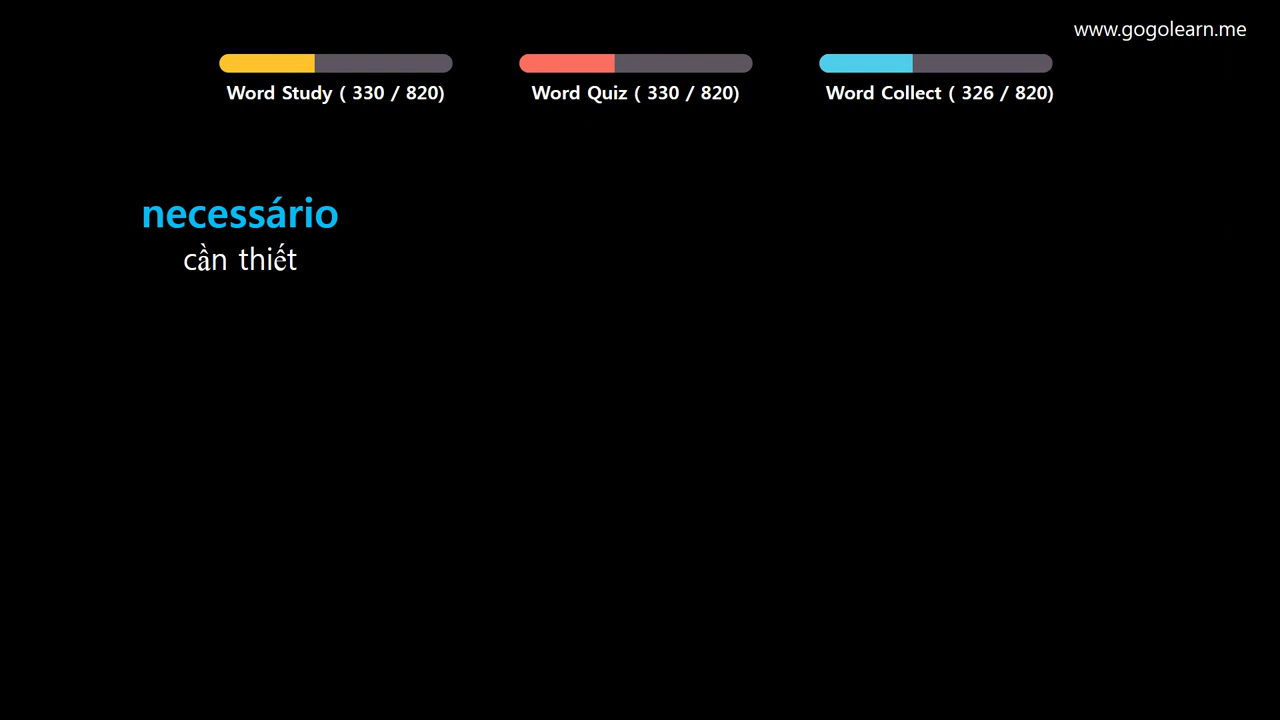 www.gogolearn.me
Word Study ( 330 / 820)
Word Quiz ( 330 / 820)
Word Collect ( 326 / 820)
necessário
cần thiết